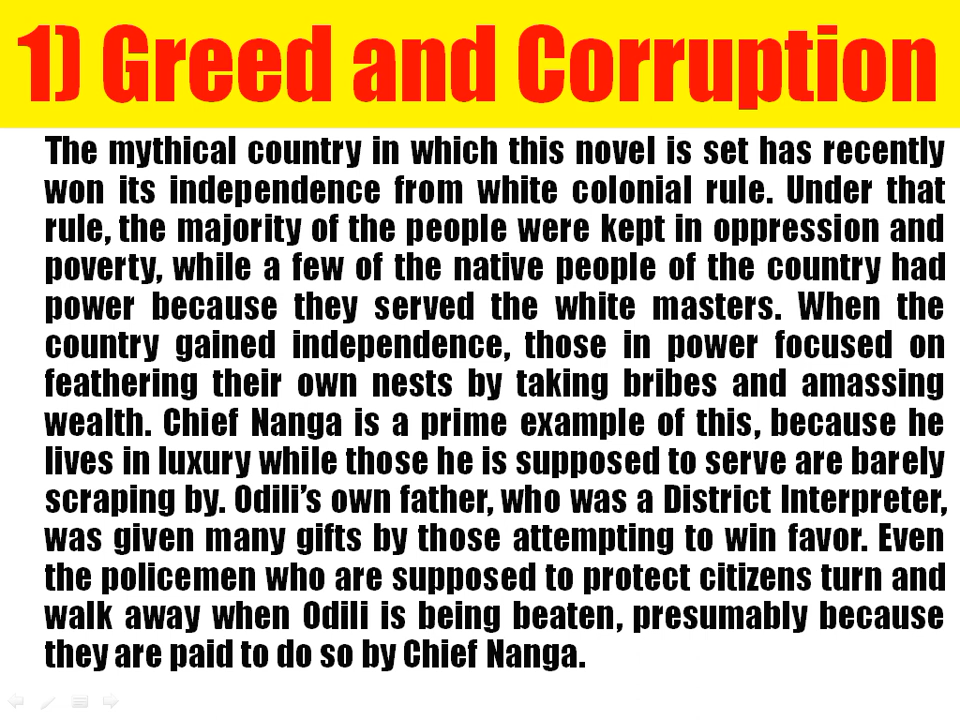 1) Greed and Corruption
The mythical country in which this novel is set has recently
won its independence from white colonial rule. Under that
rule, the majority of the people were kept in oppression and
poverty, while a few of the native people of the country had
power because they served the white masters. When the
country gained independence, those in power focused on
feathering their own nests by taking bribes and amassing
wealth. Chief Nanga is a prime example of this, because he
lives in luxury while those he is supposed to serve are barely
scraping by. Odili’s own father, who was a District Interpreter,
was given many gifts by those attempting to win favor. Even
the policemen who are supposed to protect citizens turn and
walk away when Odili is being beaten, presumably because
they are paid to do so by Chief Nanga.